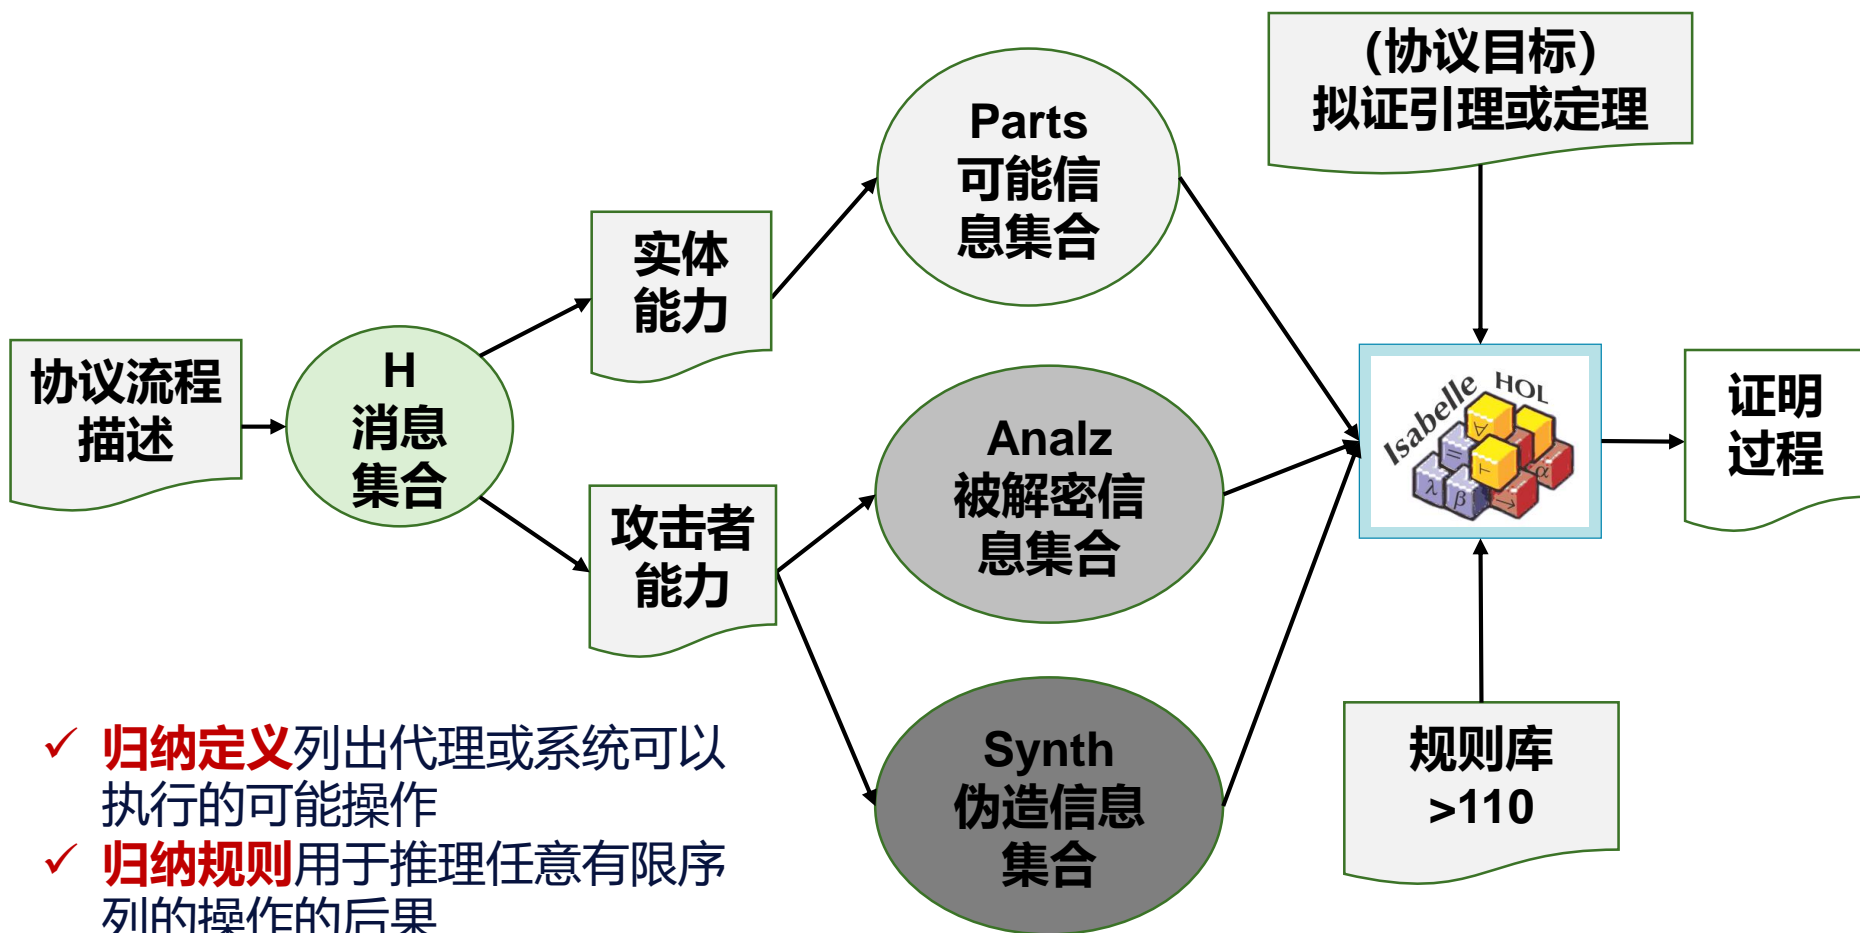 (协议目标)
拟证引理或定理
Parts
可能信
息集合
实体
能力
协议流程
描述
H
消息
集合
Analz
被解密信
息集合
Isabelle
HOL
∀
=
⊢
α
λ
β
→
证明
过程
攻击者
能力
Synth
伪造信息
集合
规则库
>110
✓ 归纳定义列出代理或系统可以
执行的可能操作
✓ 归纳规则用于推理任意有限序
列的操作的后果